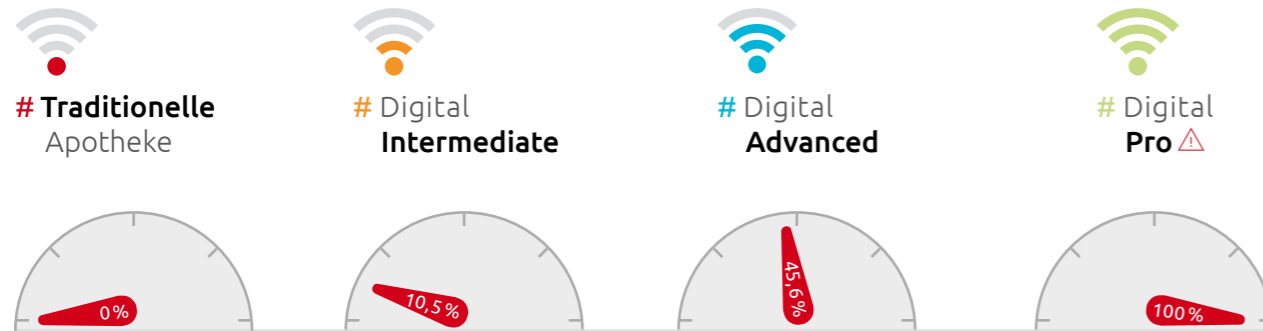 # Traditionelle
Apotheke
# Digital
Intermediate
# Digital
Advanced
# Digital
Pro
0%
10,5%
45,6%
100%